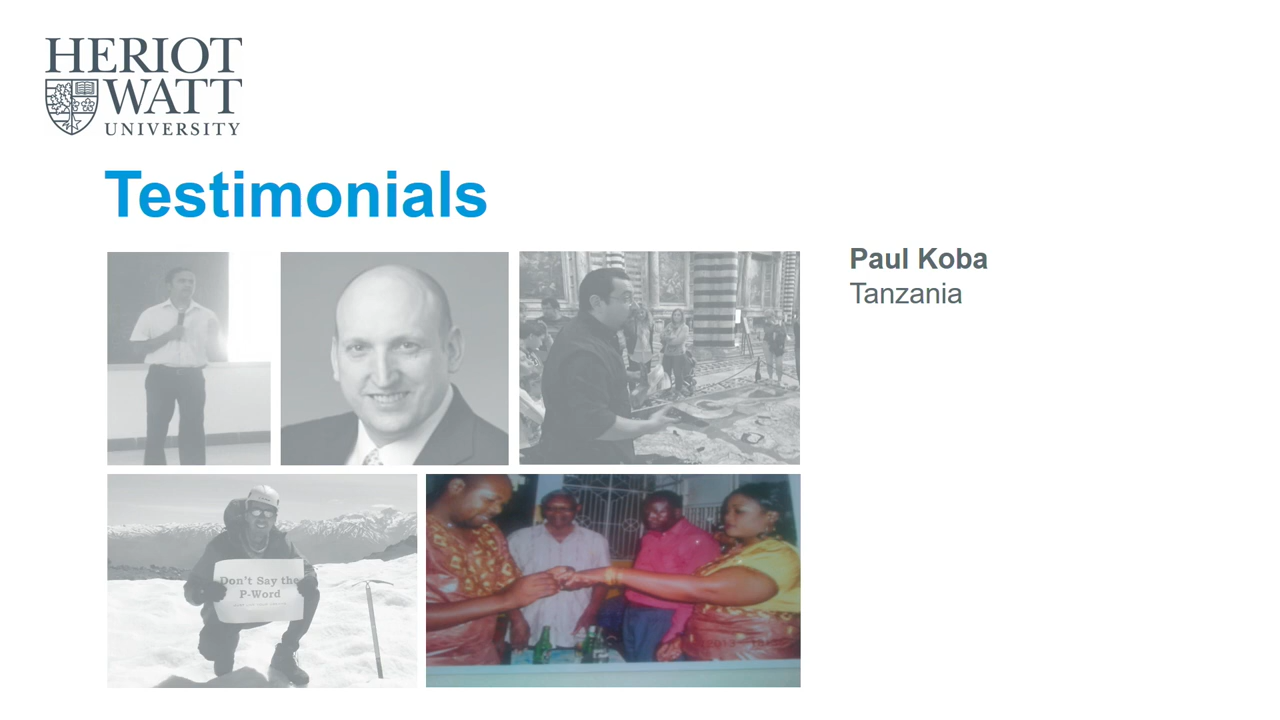 HERIOT
WATT
UNIVERSITY
Testimonials
Paul Koba
Tanzania
Don't Say the
P-Word